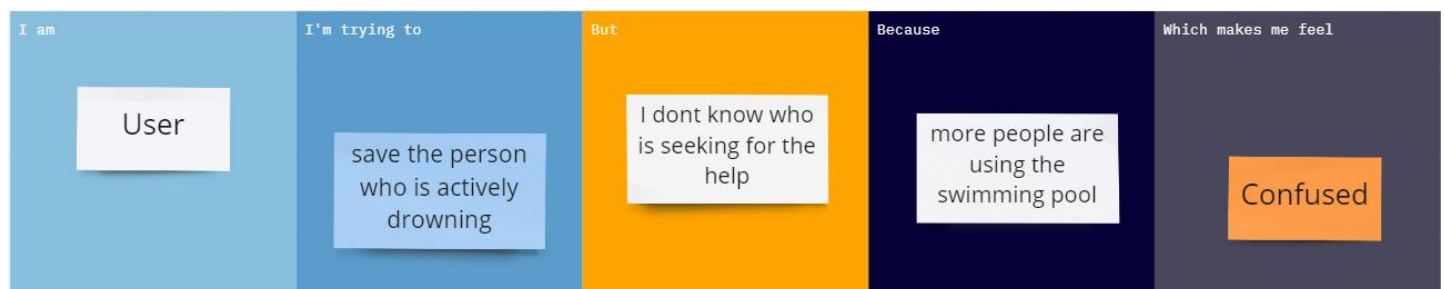 I am
User
I'm trying to
save the person
who is actively
drowning
But
I dont know who
is seeking for the
help
Because
more people are
using the
swimming pool
Which makes me feel
Confused